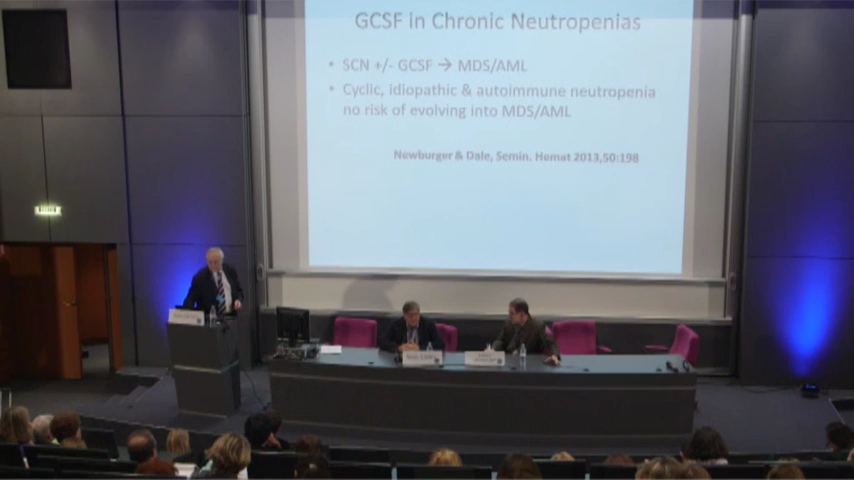 GCSF in Chronic Neutropenias
• SCN +/- GCSF → MDS/AML
• Cyclic, idiopathic & autoimmune neutropenia
no risk of evolving into MDS/AML
Newburger & Dale, Semin. Hemat 2013,50:198